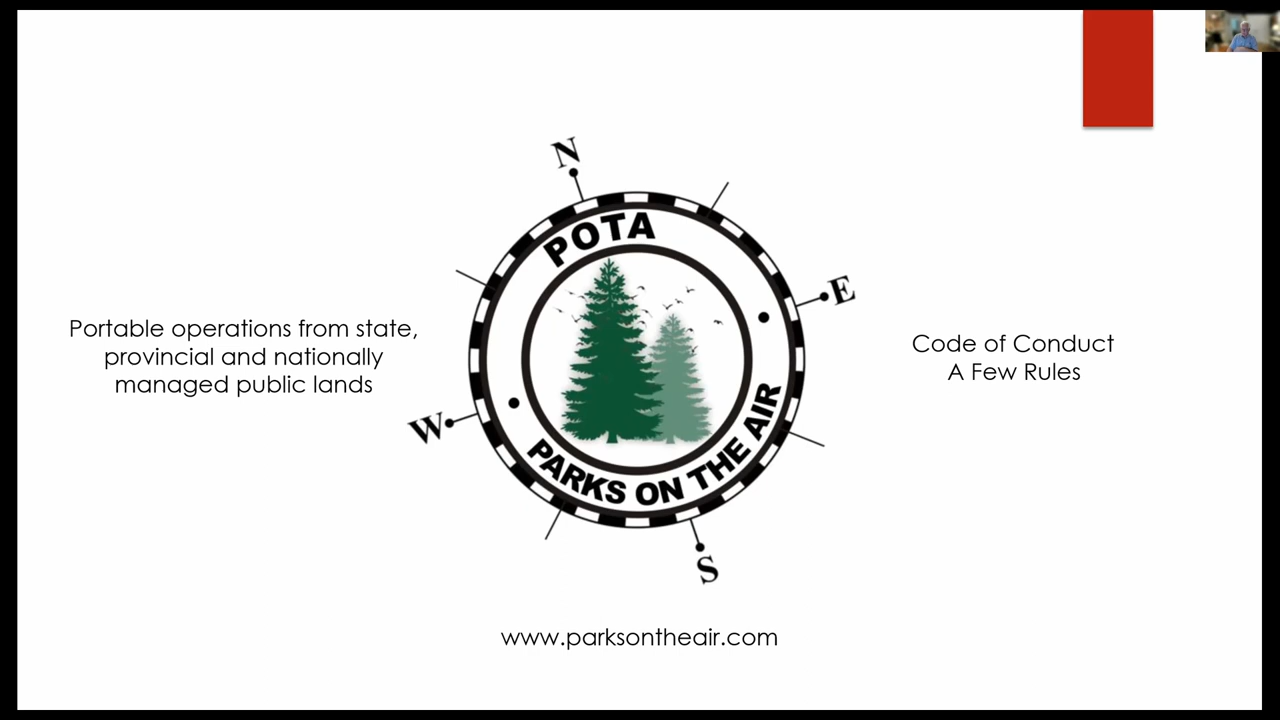 N
POTA
E
Portable operations from state,
provincial and nationally
managed public lands
Code of Conduct
A Few Rules
W
PARKS ON THE AIR
S
www.parksontheair.com